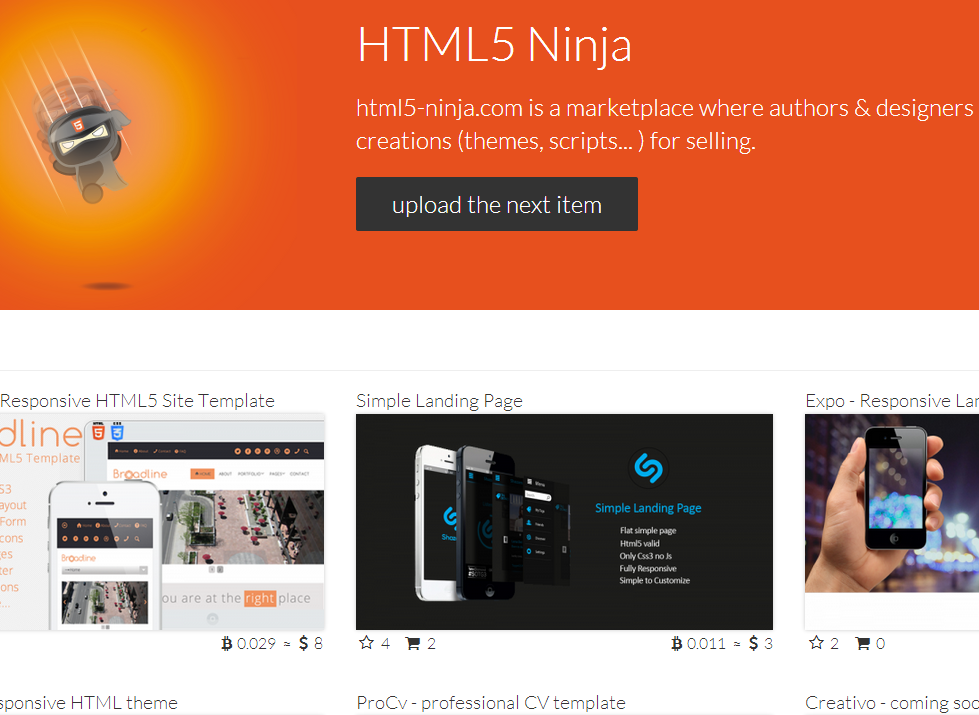 HTML5 Ninja
html5-ninja.com is a marketplace where authors & designers
creations (themes, scripts... ) for selling.
upload the next item
Responsive HTML5 Site Template
Simple Landing Page
Expo - Responsive Lan
dline
ML5 Template
Broadline
HOME ABOUT PORTFOLIO PAGES CONTACT
S3
ayout
Form
cons
ges
ter
ons
Broadline
you are at the right place
Simple Landing Page
Flat simple page
Html5 valid
Only Css3 no Js
Fully Responsive
Simple to Customize
0.029 ≈ $ 8
4 2
0.011 ≈ $ 3
2 0
sponsive HTML theme
ProCv - professional CV template
Creativo - coming soo